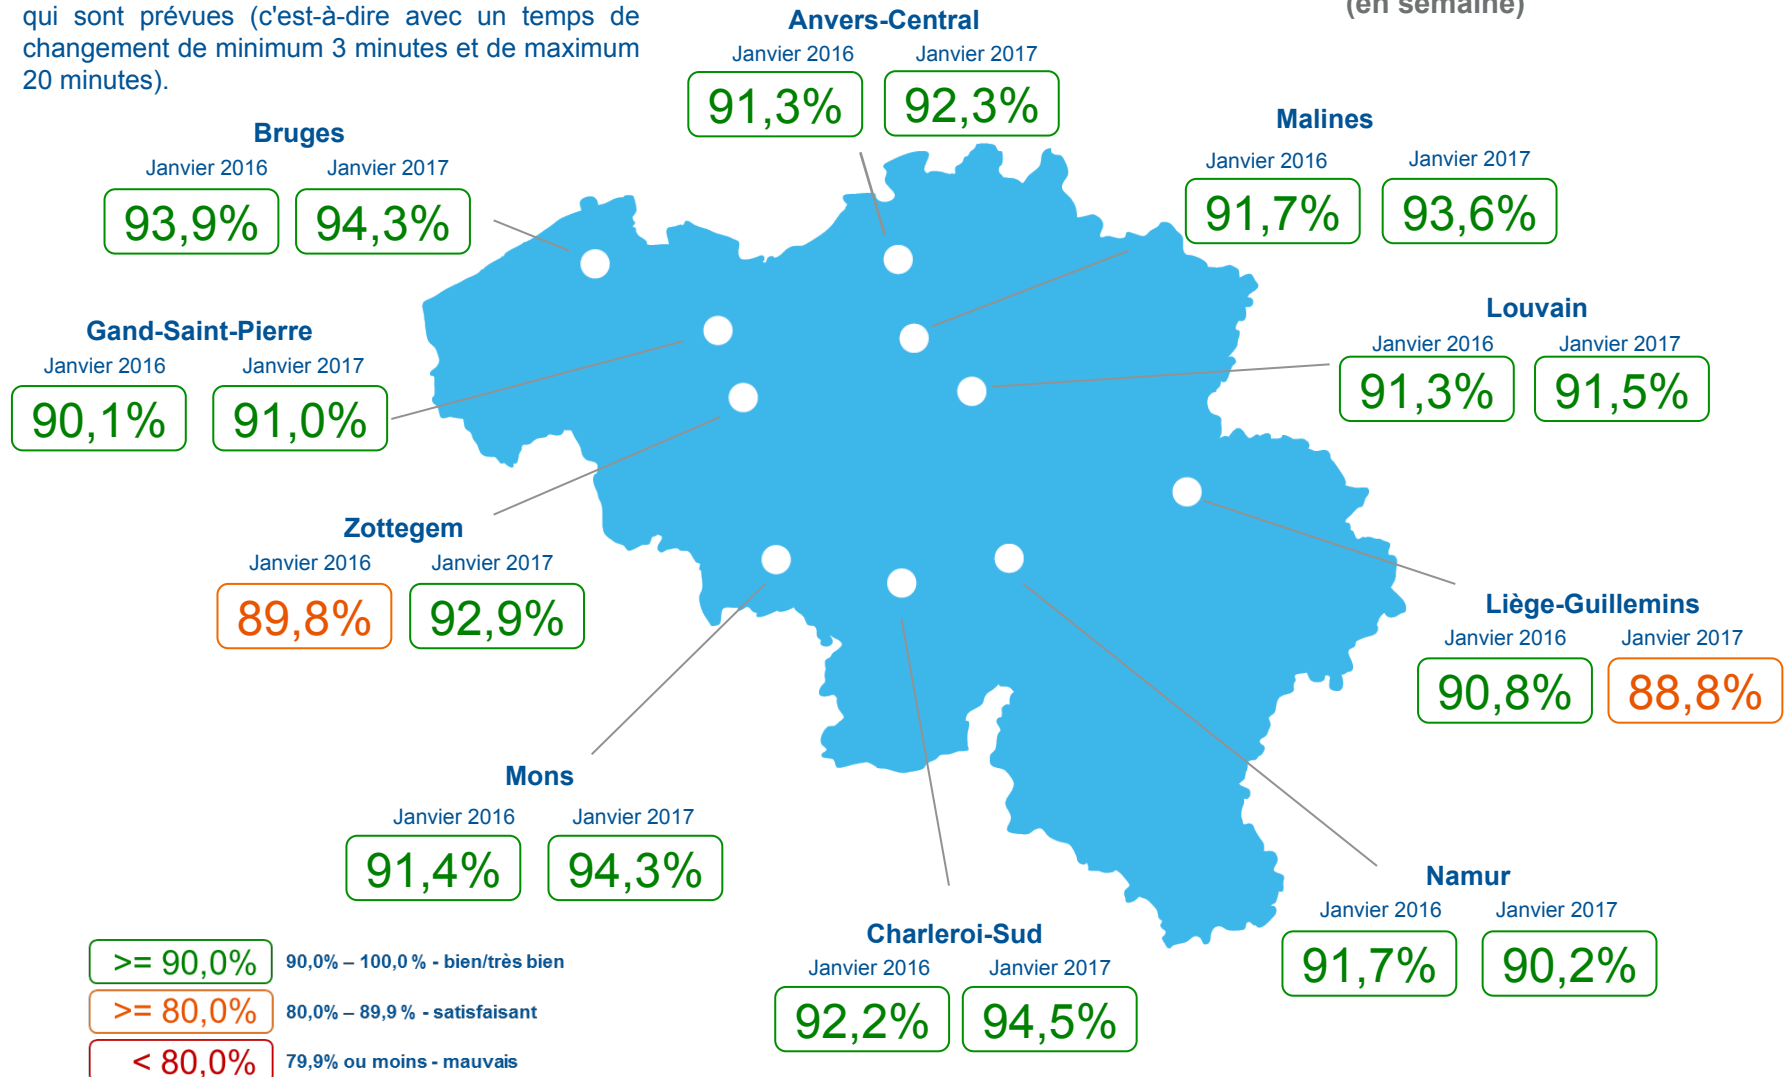 (en semaine)
qui sont prévues (c'est-à-dire avec un temps de
changement de minimum 3 minutes et de maximum
20 minutes).
Anvers-Central
Janvier 2016 Janvier 2017
91,3% 92,3%
Bruges
Janvier 2016 Janvier 2017
93,9% 94,3%
Malines
Janvier 2016 Janvier 2017
91,7% 93,6%
Gand-Saint-Pierre
Janvier 2016 Janvier 2017
90,1% 91,0%
Louvain
Janvier 2016 Janvier 2017
91,3% 91,5%
Zottegem
Janvier 2016 Janvier 2017
89,8% 92,9%
Liège-Guillemins
Janvier 2016 Janvier 2017
90,8% 88,8%
Mons
Janvier 2016 Janvier 2017
91,4% 94,3%
Charleroi-Sud
Janvier 2016 Janvier 2017
92,2% 94,5%
Namur
Janvier 2016 Janvier 2017
91,7% 90,2%
>= 90,0% 90,0% – 100,0 % - bien/très bien
>= 80,0% 80,0% – 89,9 % - satisfaisant
< 80,0% 79,9% ou moins - mauvais